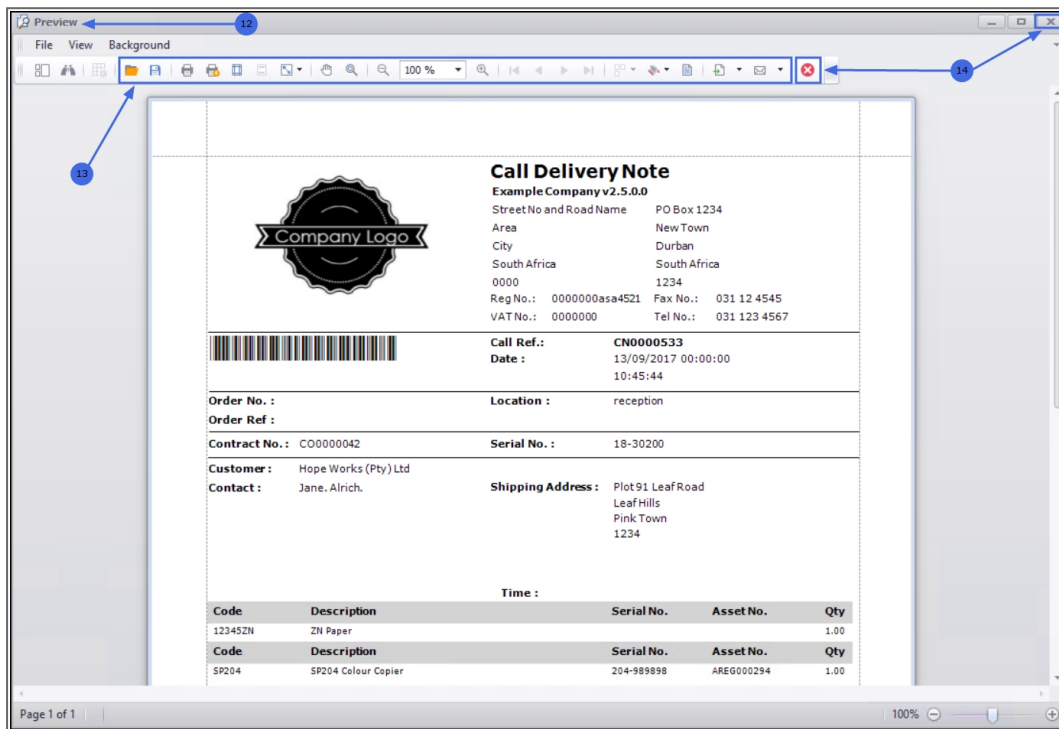 Preview
12
File View Background
100 %
14
13
Call Delivery Note
Example Company v2.5.0.0
Street No and Road Name PO Box 1234
Area New Town
City Durban
South Africa South Africa
0000 1234
Reg No.: 0000000asa4521 Fax No.: 031 12 4545
VAT No.: 0000000 Tel No.: 031 123 4567
Company Logo
Call Ref.: CN0000533
Date : 13/09/2017 00:00:00
10:45:44
Order No. : Location : reception
Order Ref :
Contract No. : CO0000042 Serial No. : 18-30200
Customer : Hope Works (Pty) Ltd
Contact : Jane. Alrich. Shipping Address : Plot 91 Leaf Road
Leaf Hills
Pink Town
1234
Time :
Code Description Serial No. Asset No. Qty
12345ZN ZN Paper 1.00
Code Description Serial No. Asset No. Qty
SP204 SP204 Colour Copier 204-989898 AREG000294 1.00
Page 1 of 1 100%